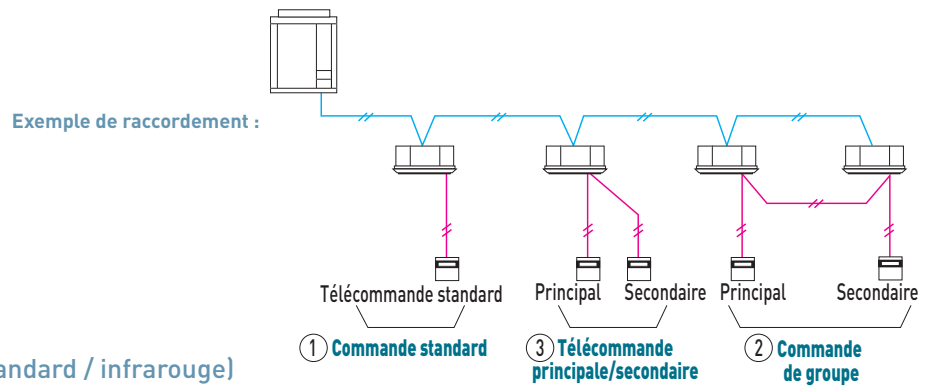 Exemple de raccordement :
Télécommande standard
Principal
Secondaire
Principal
Secondaire
1 Commande standard
3 Télécommande
principale/secondaire
2 Commande
de groupe
andard / infrarouge)